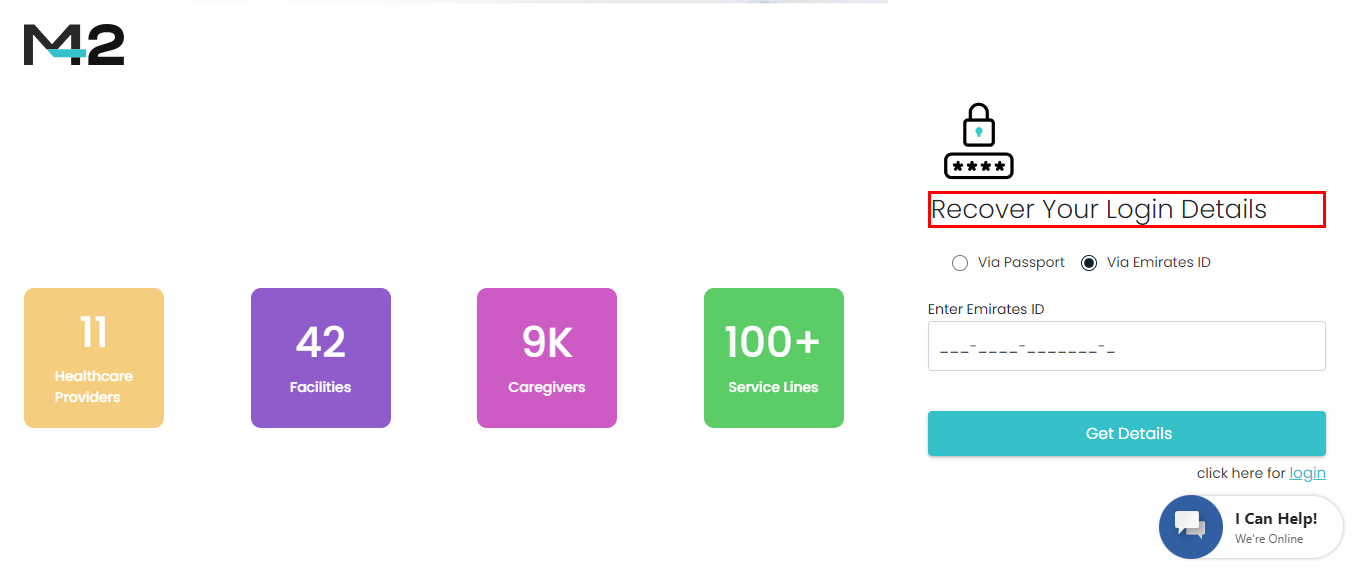 M42
****
Recover Your Login Details
Via Passport Via Emirates ID
Enter Emirates ID
___-____-_______-_
Get Details
click here for login
11
Healthcare
Providers
42
Facilities
9K
Caregivers
100+
Service Lines
I Can Help!
We're Online